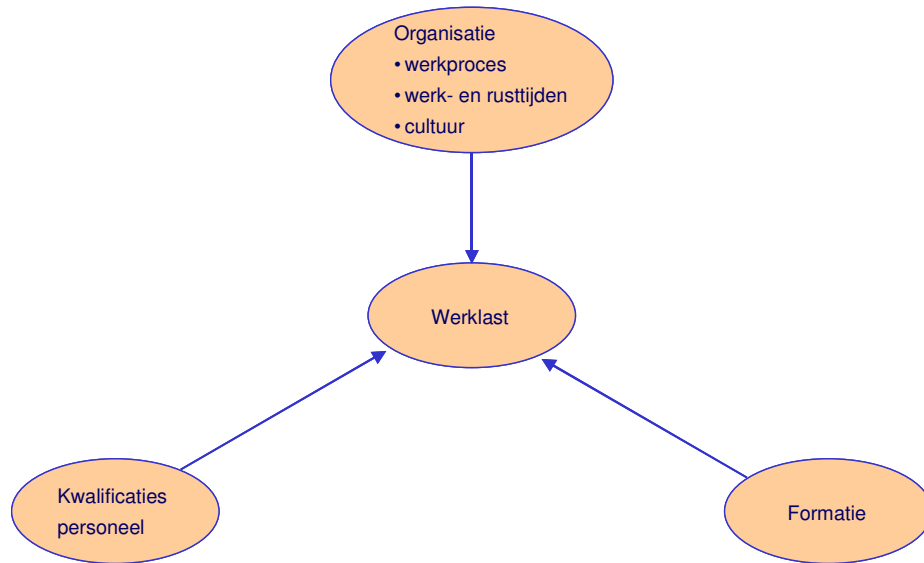 Organisatie
• werkproces
• werk- en rusttijden
• cultuur
Werklast
Kwalificaties
personeel
Formatie